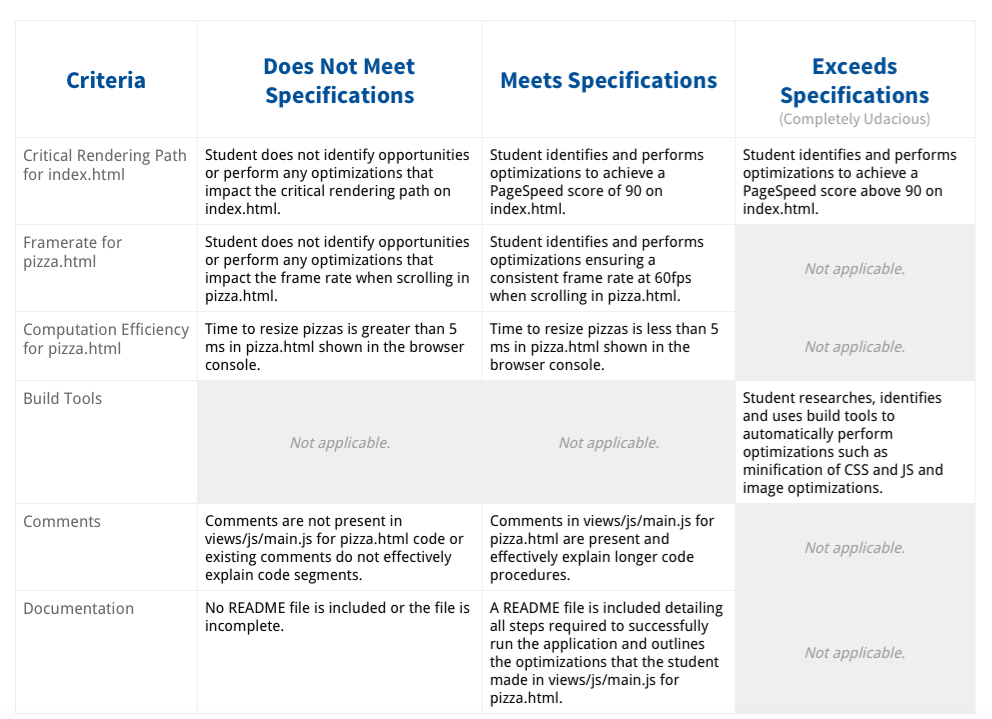 Criteria
Does Not Meet
Specifications
Meets Specifications
Exceeds
Specifications
(Completely Udacious)
Critical Rendering Path
for index.html
Student does not identify opportunities
or perform any optimizations that
impact the critical rendering path on
index.html.
Student identifies and performs
optimizations to achieve a
PageSpeed score of 90 on
index.html.
Student identifies and performs
optimizations to achieve a
PageSpeed score above 90 on
index.html.
Framerate for
pizza.html
Student does not identify opportunities
or perform any optimizations that
impact the frame rate when scrolling in
pizza.html.
Student identifies and performs
optimizations ensuring a
consistent frame rate at 60fps
when scrolling in pizza.html.
Not applicable.
Computation Efficiency
for pizza.html
Time to resize pizzas is greater than 5
ms in pizza.html shown in the browser
console.
Time to resize pizzas is less than 5
ms in pizza.html shown in the
browser console.
Not applicable.
Build Tools
Not applicable.
Not applicable.
Student researches, identifies
and uses build tools to
automatically perform
optimizations such as
minification of CSS and JS and
image optimizations.
Comments
Comments are not present in
views/js/main.js for pizza.html code or
existing comments do not effectively
explain code segments.
Comments in views/js/main.js for
pizza.html are present and
effectively explain longer code
procedures.
Not applicable.
Documentation
No README file is included or the file is
incomplete.
A README file is included detailing
all steps required to successfully
run the application and outlines
the optimizations that the student
made in views/js/main.js for
pizza.html.
Not applicable.